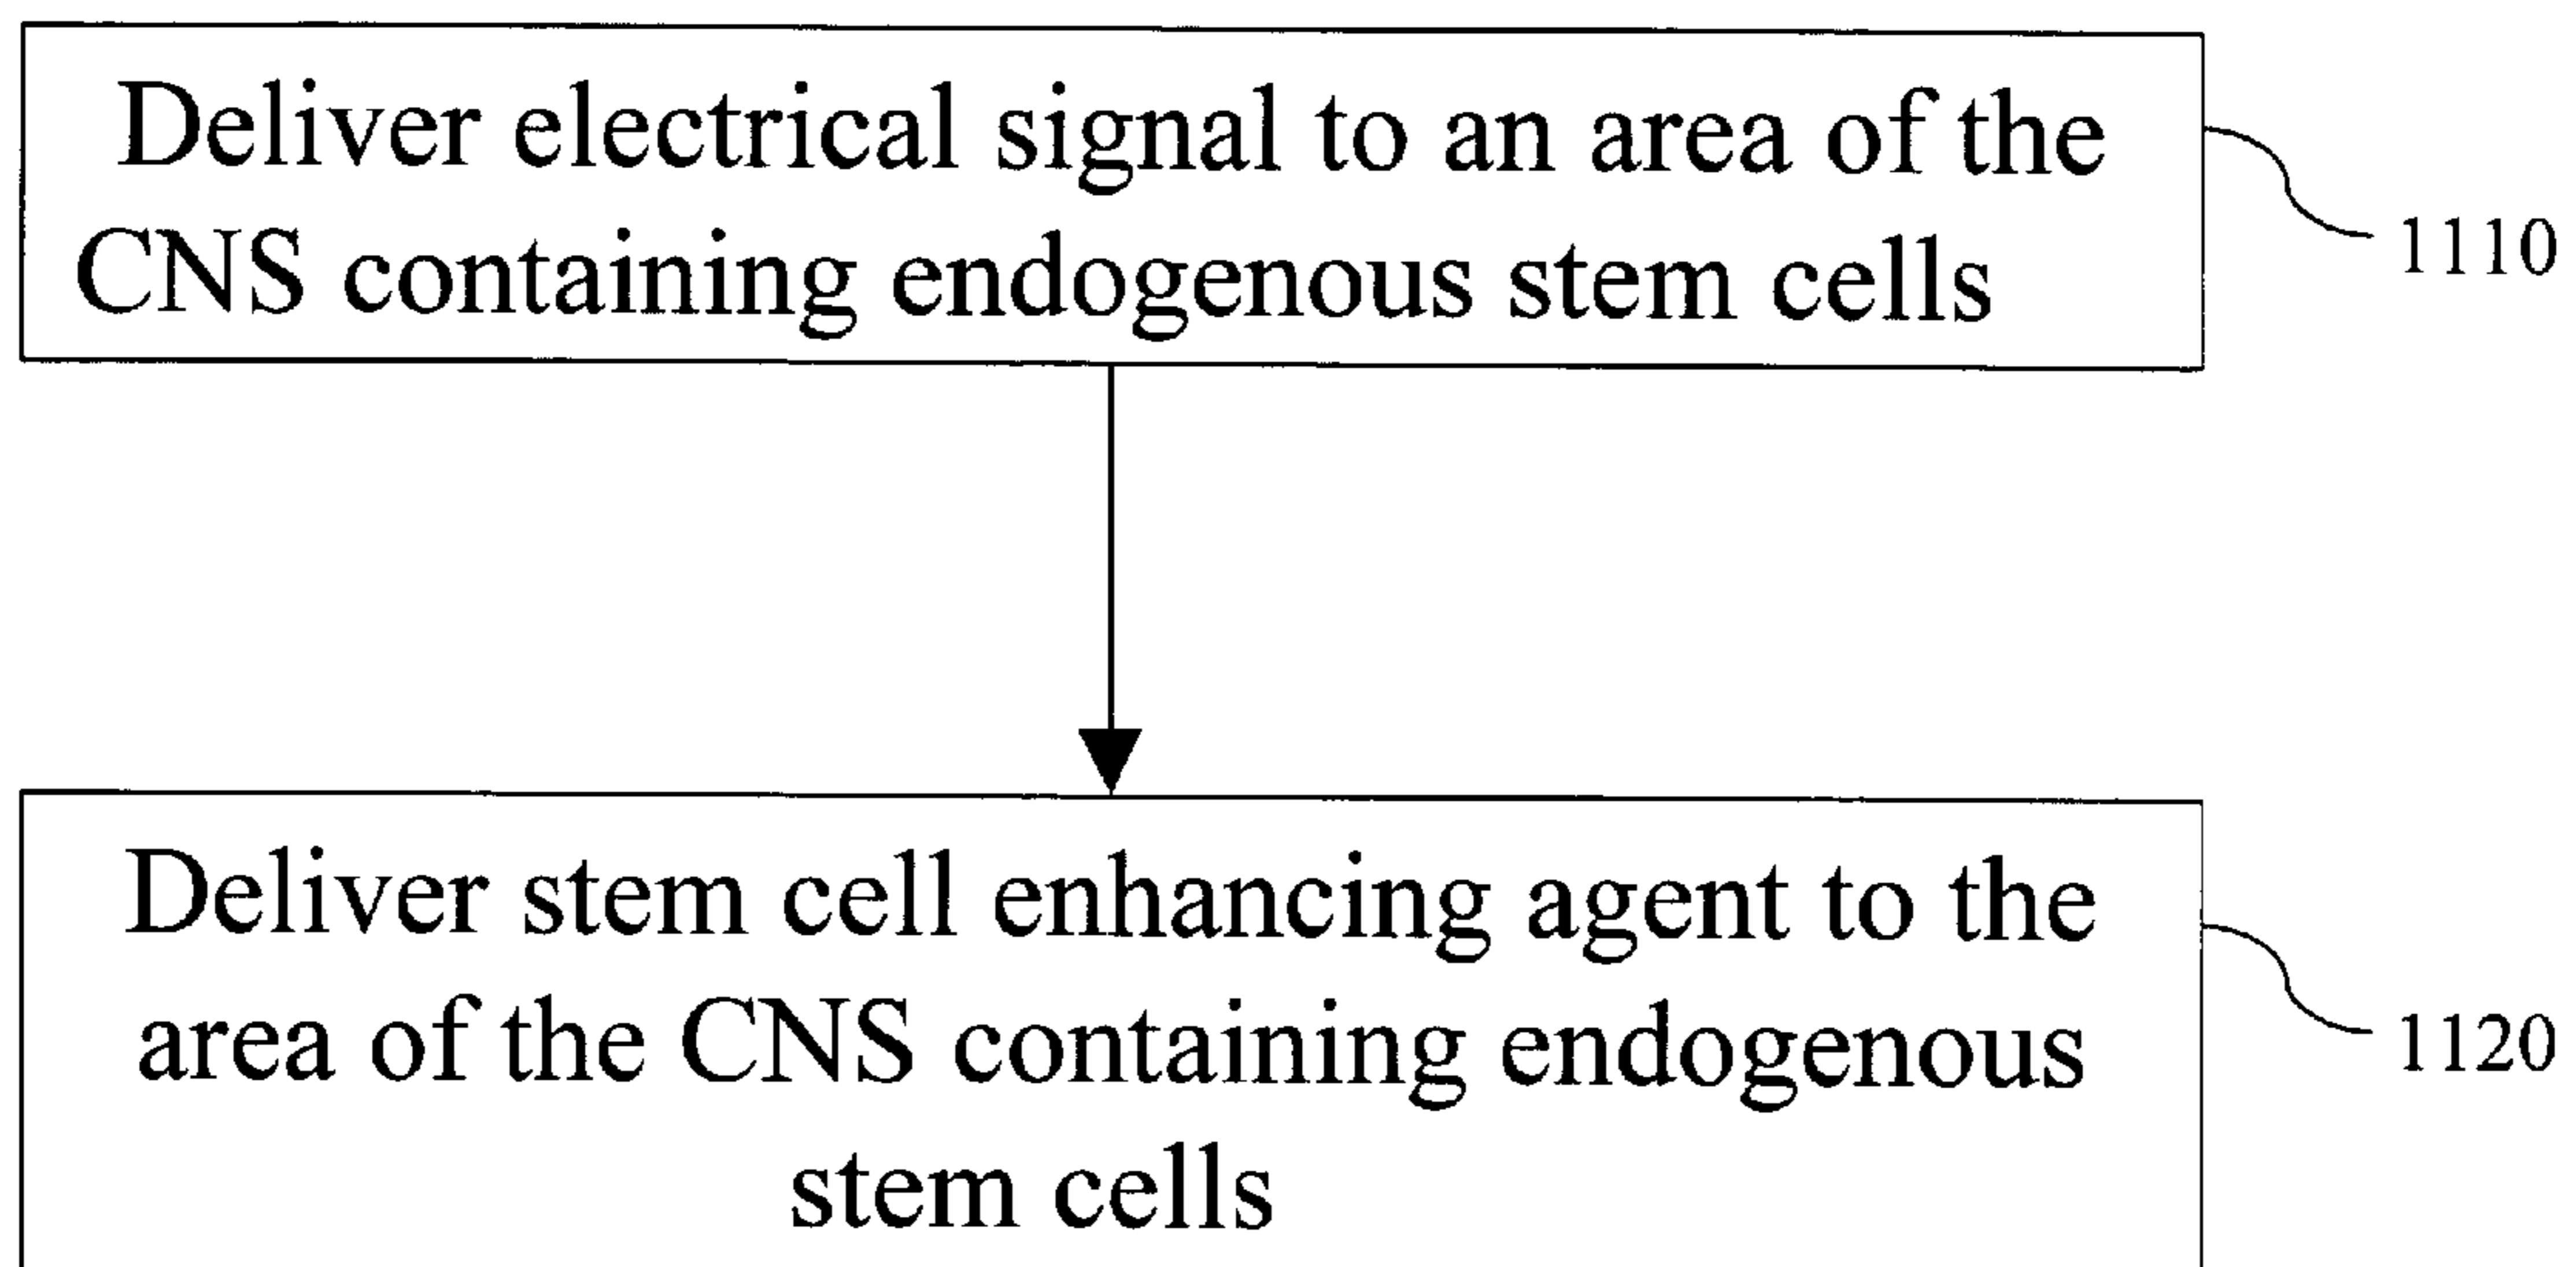 Deliver electrical signal to an area of the
CNS containing endogenous stem cells
1110
Deliver stem cell enhancing agent to the
area of the CNS containing endogenous
stem cells
1120